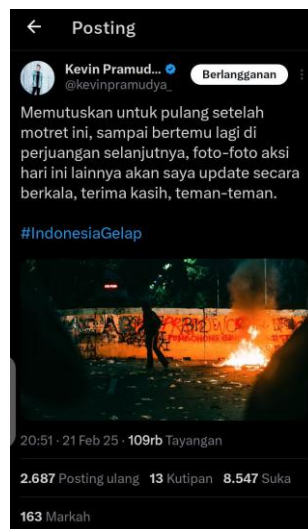 Posting
Kevin Pramud...
Berlangganan
@kevinpramudya_
Memutuskan untuk pulang setelah
motret ini, sampai bertemu lagi di
perjuangan selanjutnya, foto-foto aksi
hari ini lainnya akan saya update secara
berkala, terima kasih, teman-teman.
#IndonesiaGelap
20:51 · 21 Feb 25 · 109rb Tayangan
2.687 Posting ulang 13 Kutipan 8.547 Suka
163 Markah